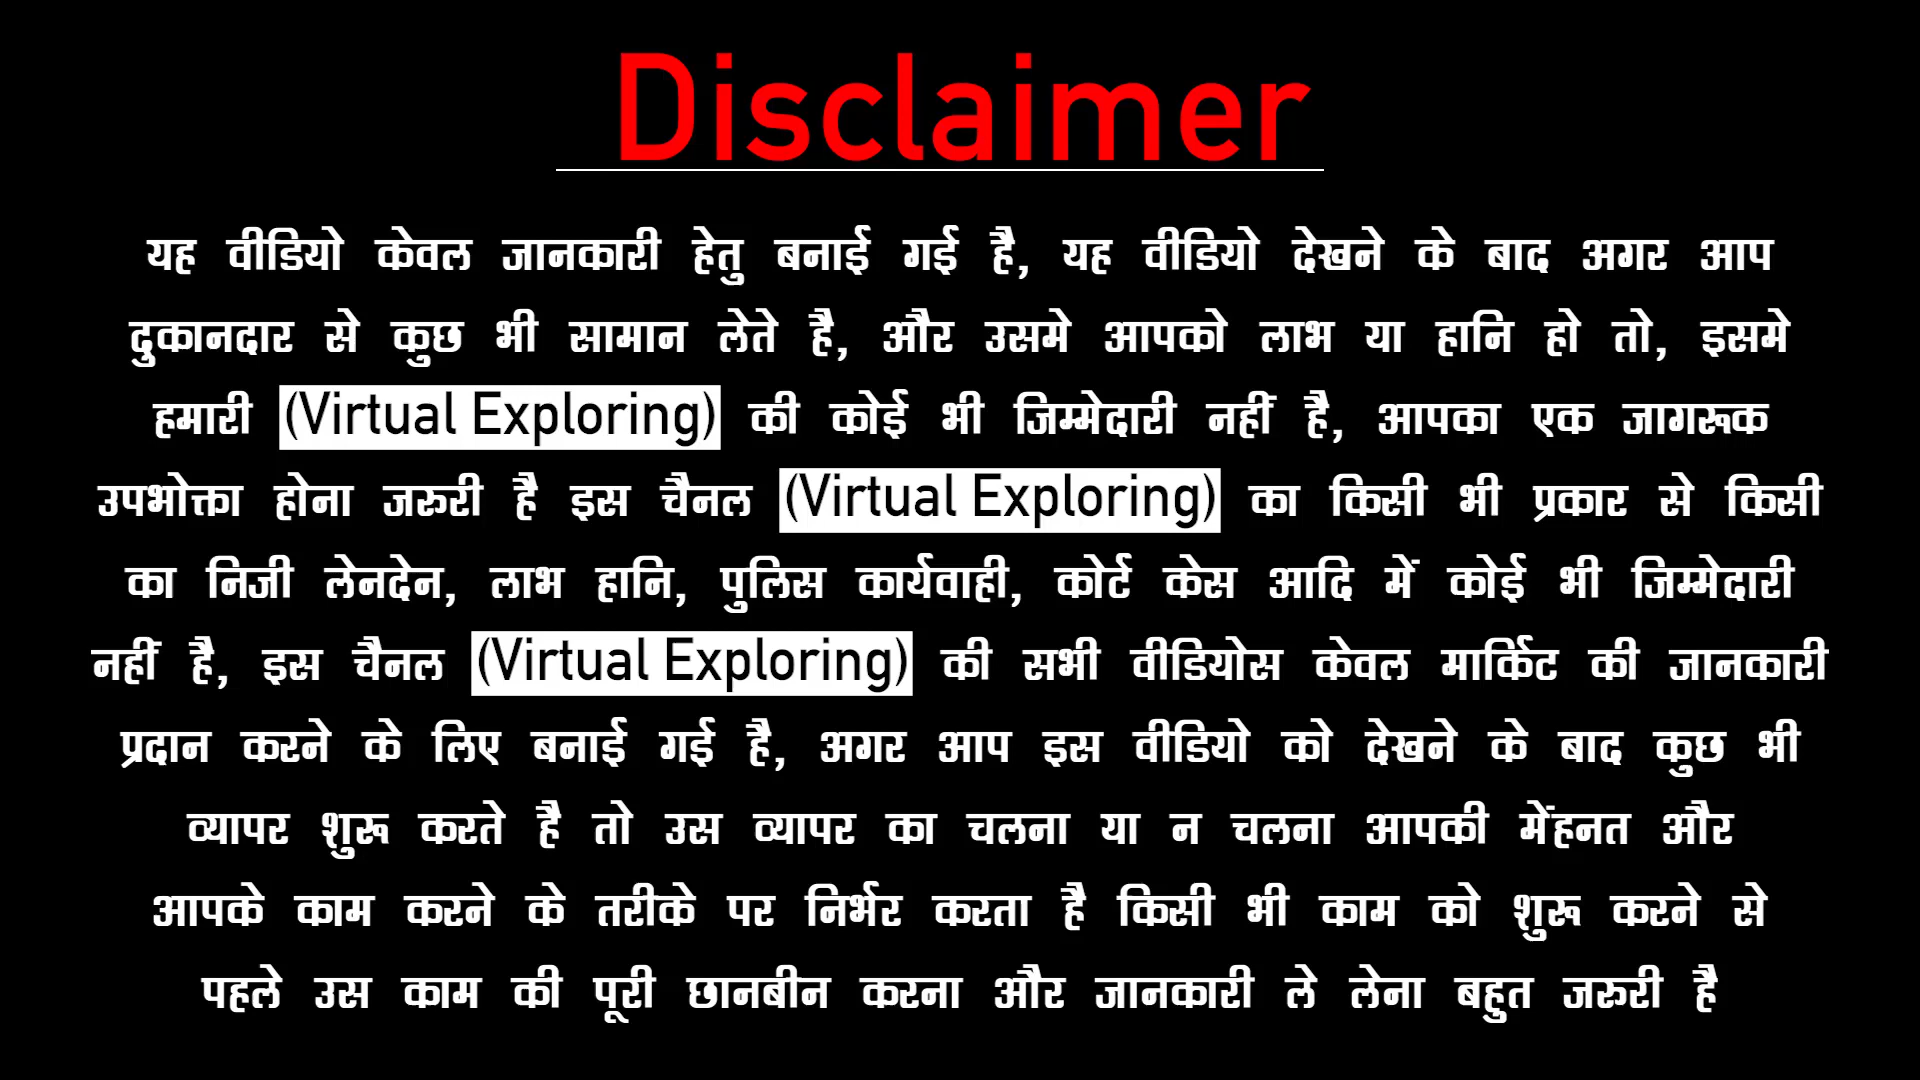 Disclaimer
यह वीडियो केवल जानकारी हेतु बनाई गई है, यह वीडियो देखने के बाद अगर आप
दुकानदार से कुछ भी सामान लेते है, और उसमे आपको लाभ या हानि हो तो, इसमे
हमारी (Virtual Exploring) की कोई भी जिम्मेदारी नहीं है, आपका एक जागरूक
उपभोक्ता होना जरूरी है इस चैनल (Virtual Exploring) का किसी भी प्रकार से किसी
का निजी लेनदेन, लाभ हानि, पुलिस कार्यवाही, कोर्ट केस आदि में कोई भी जिम्मेदारी
नहीं है, इस चैनल (Virtual Exploring) की सभी वीडियोस केवल मार्किट की जानकारी
प्रदान करने के लिए बनाई गई है, अगर आप इस वीडियो को देखने के बाद कुछ भी
व्यापर शुरू करते है तो उस व्यापर का चलना या न चलना आपकी मेंहनत और
आपके काम करने के तरीके पर निर्भर करता है किसी भी काम को शुरू करने से
पहले उस काम की पूरी छानबीन करना और जानकारी ले लेना बहुत जरूरी है